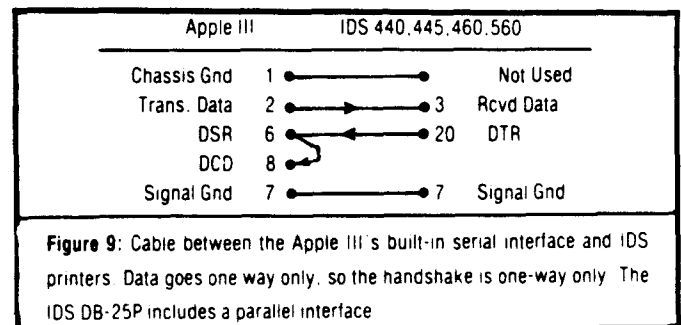 Apple III IDS 440,445,460,560
Chassis Gnd 1 Not Used
Trans. Data 2 3 Rcvd Data
DSR 6 20 DTR
DCD 8
Signal Gnd 7 7 Signal Gnd
Figure 9: Cable between the Apple III's built-in serial interface and IDS
printers. Data goes one way only, so the handshake is one-way only The
IDS DB-25P includes a parallel interface